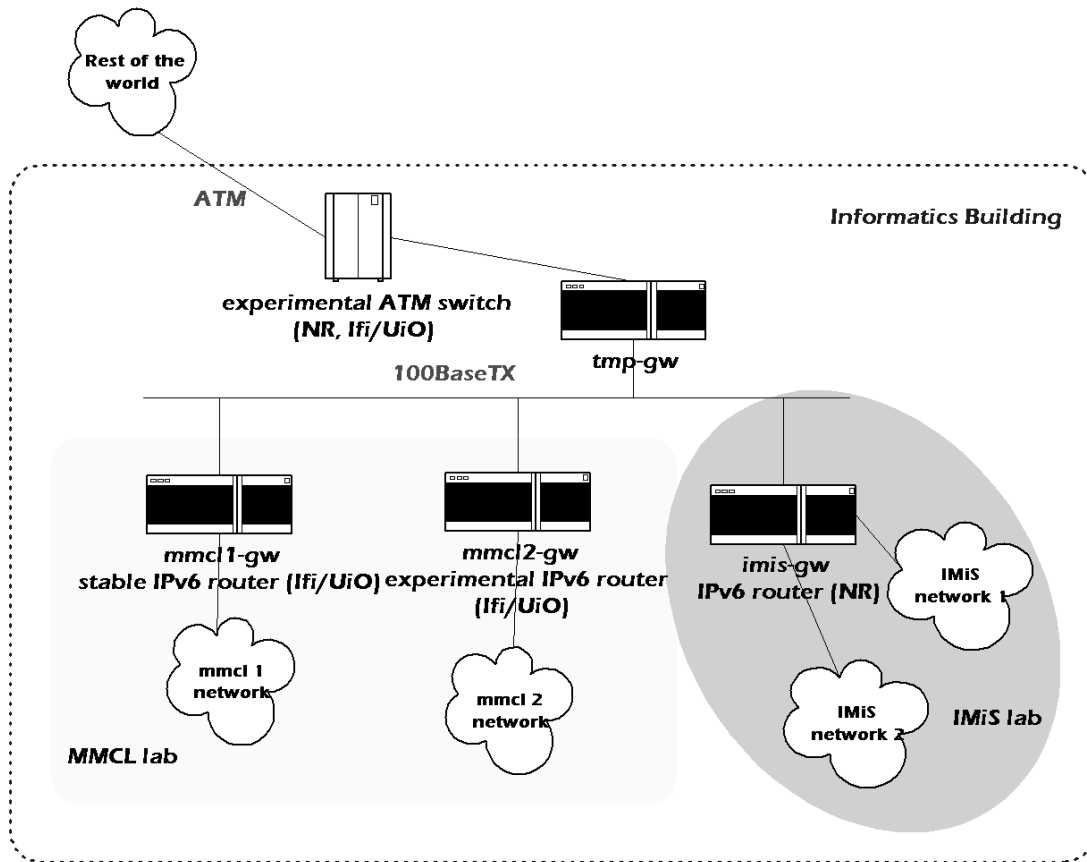 Rest of the
world
ATM
Informatics Building
experimental ATM switch
(NR, Ifi/UiO)
tmp-gw
100BaseTX
mmcl1-gw
stable IPv6 router (Ifi/UiO)
mmcl2-gw
experimental IPv6 router
(Ifi/UiO)
imis-gw
IPv6 router (NR)
IMiS
network 1
mmcl 1
network
mmcl 2
network
IMiS
network 2
IMiS lab
MMCL lab